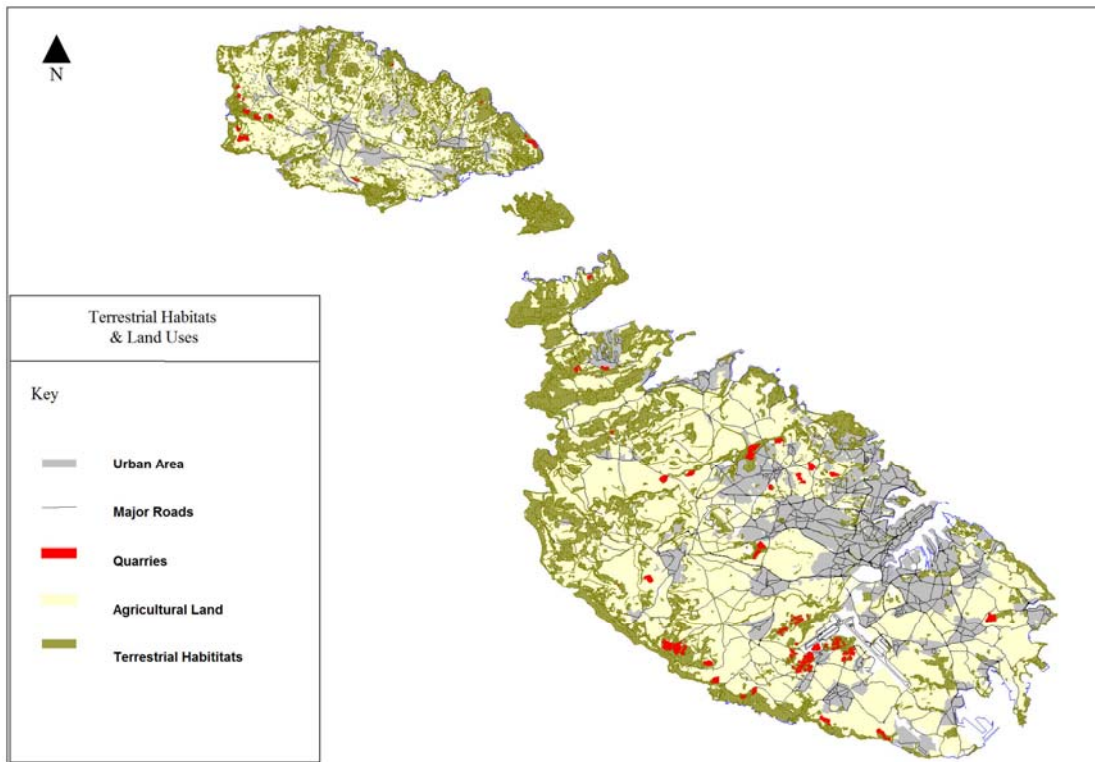 N
Terrestrial Habitats
& Land Uses
Key
Urban Area
Major Roads
Quarries
Agricultural Land
Terrestrial Habititats